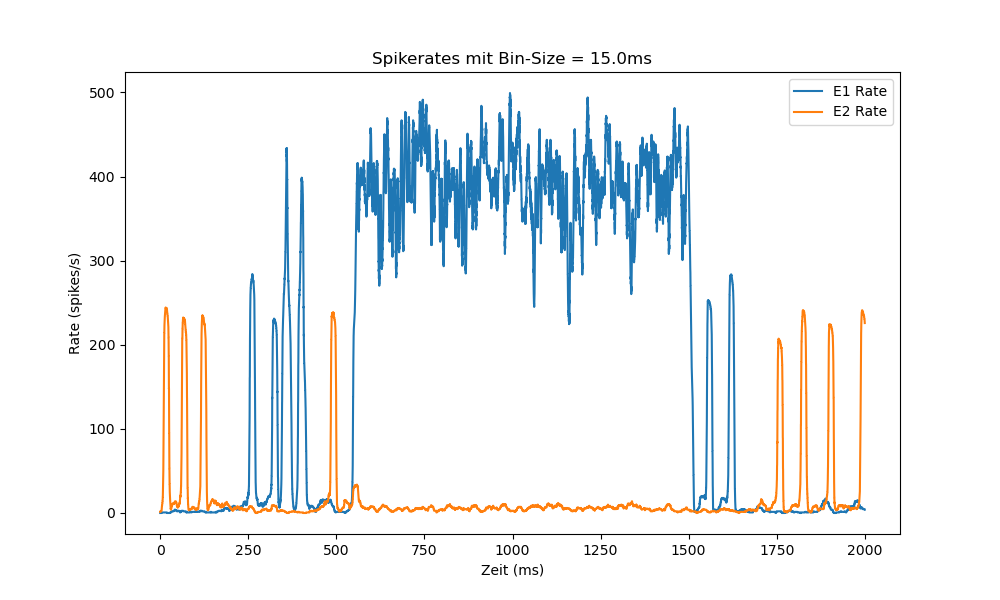 Spikerates mit Bin-Size = 15.0ms
E1 Rate
E2 Rate
500
400
300
200
100
0
Rate (spikes/s)
0 250 500 750 1000 1250 1500 1750 2000
Zeit (ms)